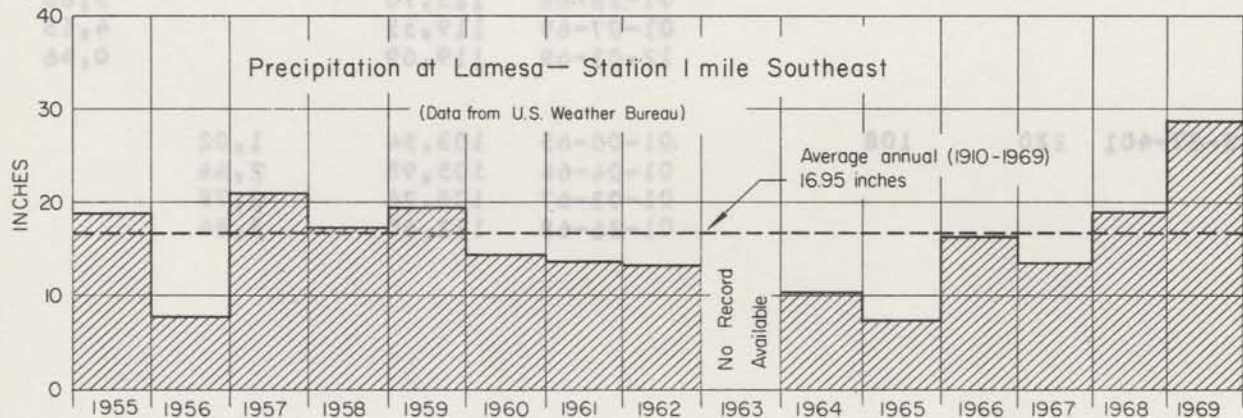 40
Precipitation at Lamesa — Station 1 mile Southeast
30
(Data from U.S. Weather Bureau)
Average annual (1910-1969)
16.95 inches
INCHES
20
10
No Record
Available
0
1955 1956 1957 1958 1959 1960 1961 1962 1963 1964 1965 1966 1967 1968 1969